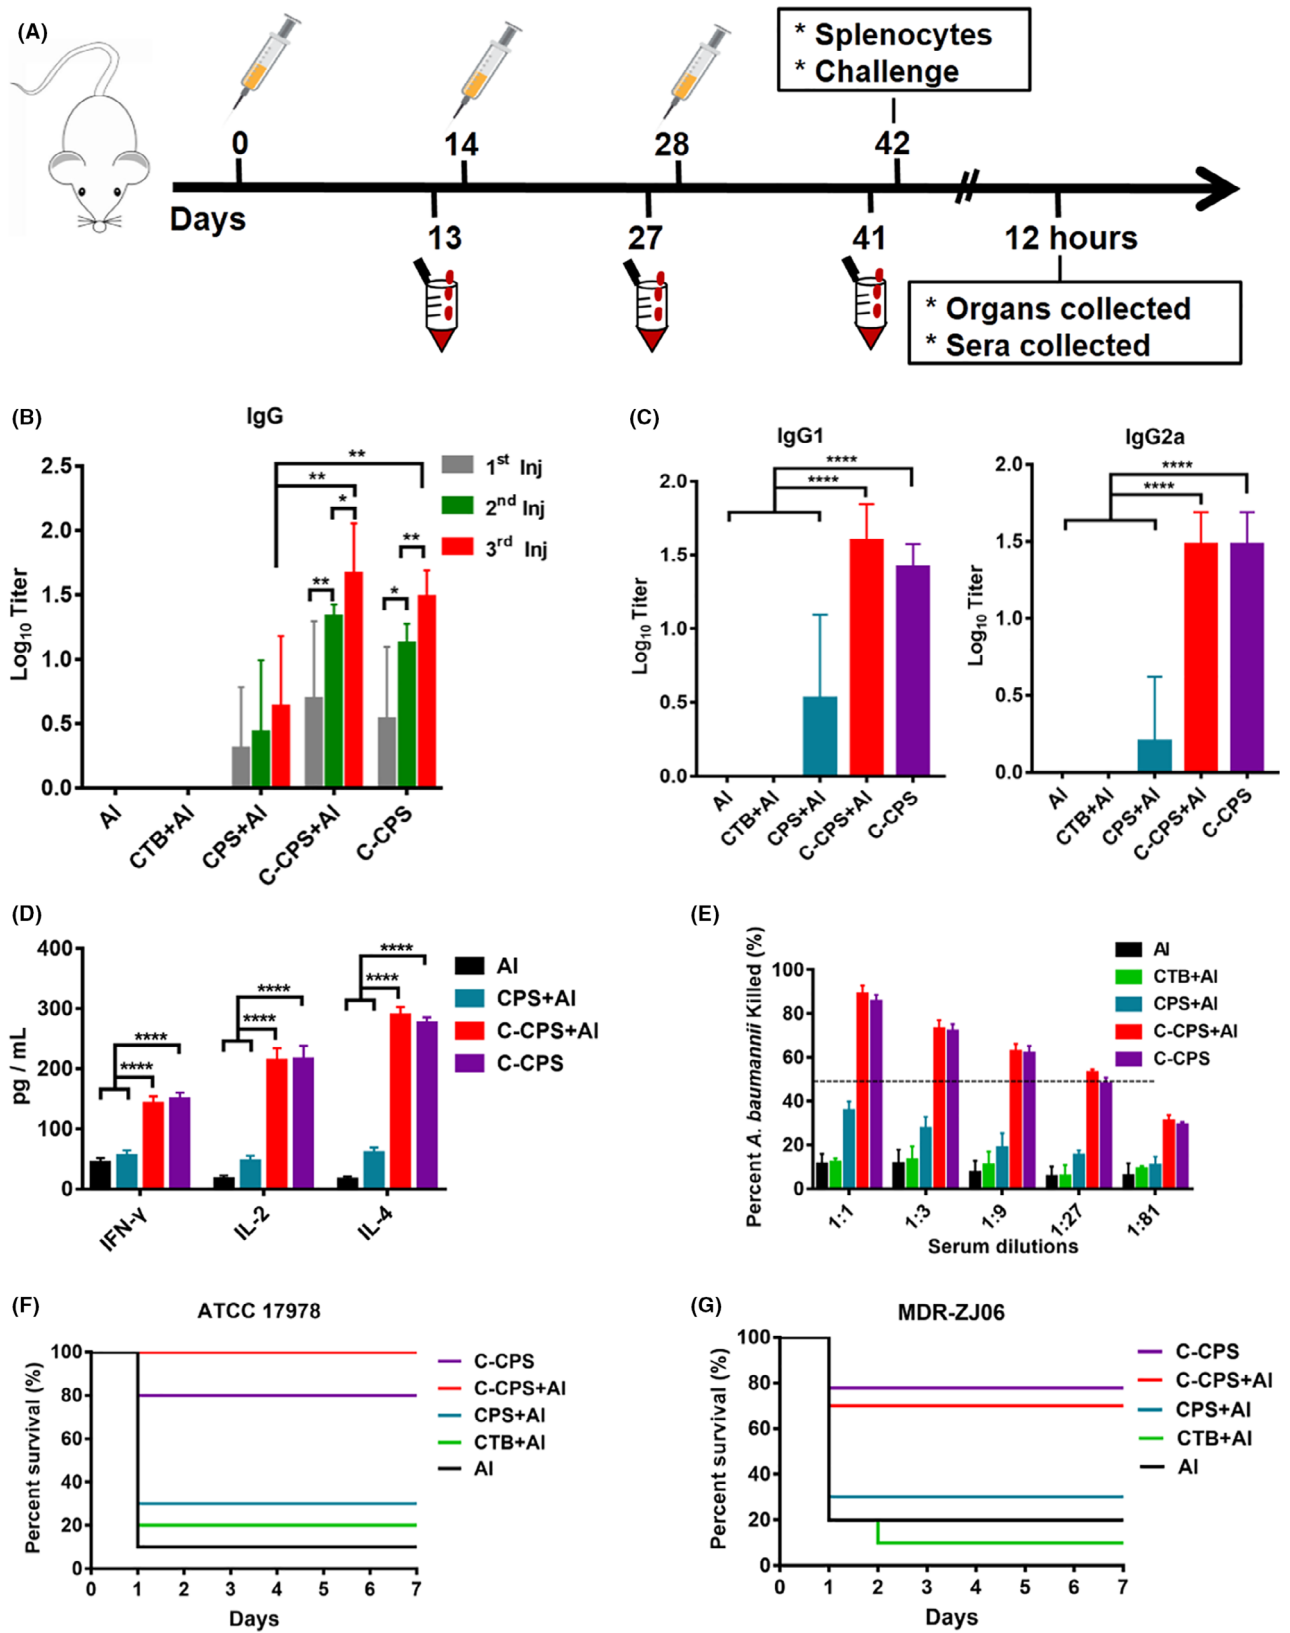 (A)
* Splenocytes
* Challenge
0
14
28
42
Days
13
27
41
12 hours
* Organs collected
* Sera collected
(B)
IgG
2.5
2.0
1.5
1.0
0.5
0.0
Log10 Titer
** ** * ** * **
1st Inj
2nd Inj
3rd Inj
Al
CTB+Al
CPS+Al
C-CPS+Al
C-CPS
(C)
IgG1
2.0
1.5
1.0
0.5
0.0
Log10 Titer
****
****
Al
CTB+Al
CPS+Al
C-CPS+Al
C-CPS
IgG2a
2.0
1.5
1.0
0.5
0.0
Log10 Titer
****
****
Al
CTB+Al
CPS+Al
C-CPS+Al
C-CPS
(D)
400
300
200
100
0
pg / mL
**** ****
**** ****
**** ****
Al
CPS+Al
C-CPS+Al
C-CPS
IFN-γ
IL-2
IL-4
(E)
Percent A. baumannii Killed (%)
100
80
60
40
20
0
Al
CTB+Al
CPS+Al
C-CPS+Al
C-CPS
1:1
1:3
1:9
1:27
1:81
Serum dilutions
(F)
ATCC 17978
Percent survival (%)
100
80
60
40
20
0
0 1 2 3 4 5 6 7
Days
C-CPS
C-CPS+Al
CPS+Al
CTB+Al
Al
(G)
MDR-ZJ06
Percent survival (%)
100
80
60
40
20
0
0 1 2 3 4 5 6 7
Days
C-CPS
C-CPS+Al
CPS+Al
CTB+Al
Al